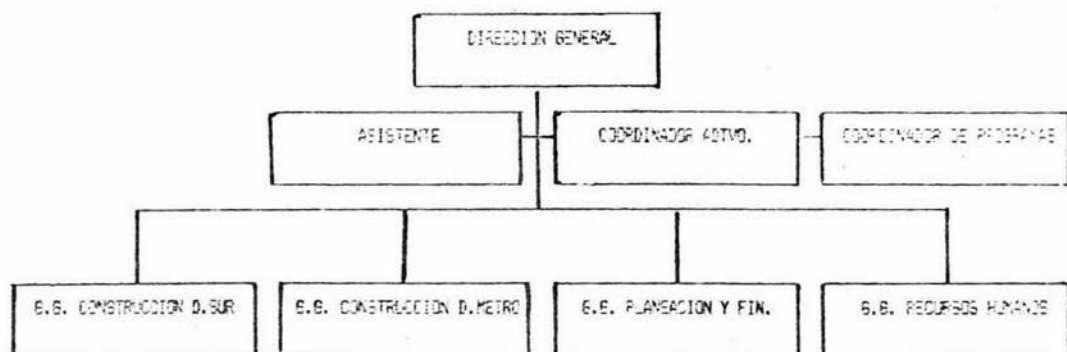 DIRECCION GENERAL
ASISTENTE
COORDINADOR ADTVO.
COORDINADOR DE PROGRAMAS
G.G. CONSTRUCCION D.SUR
G.G. CONSTRUCCION D.METRO
G.G. PLANEACION Y FIN.
G.G. RECURSOS HUMANOS